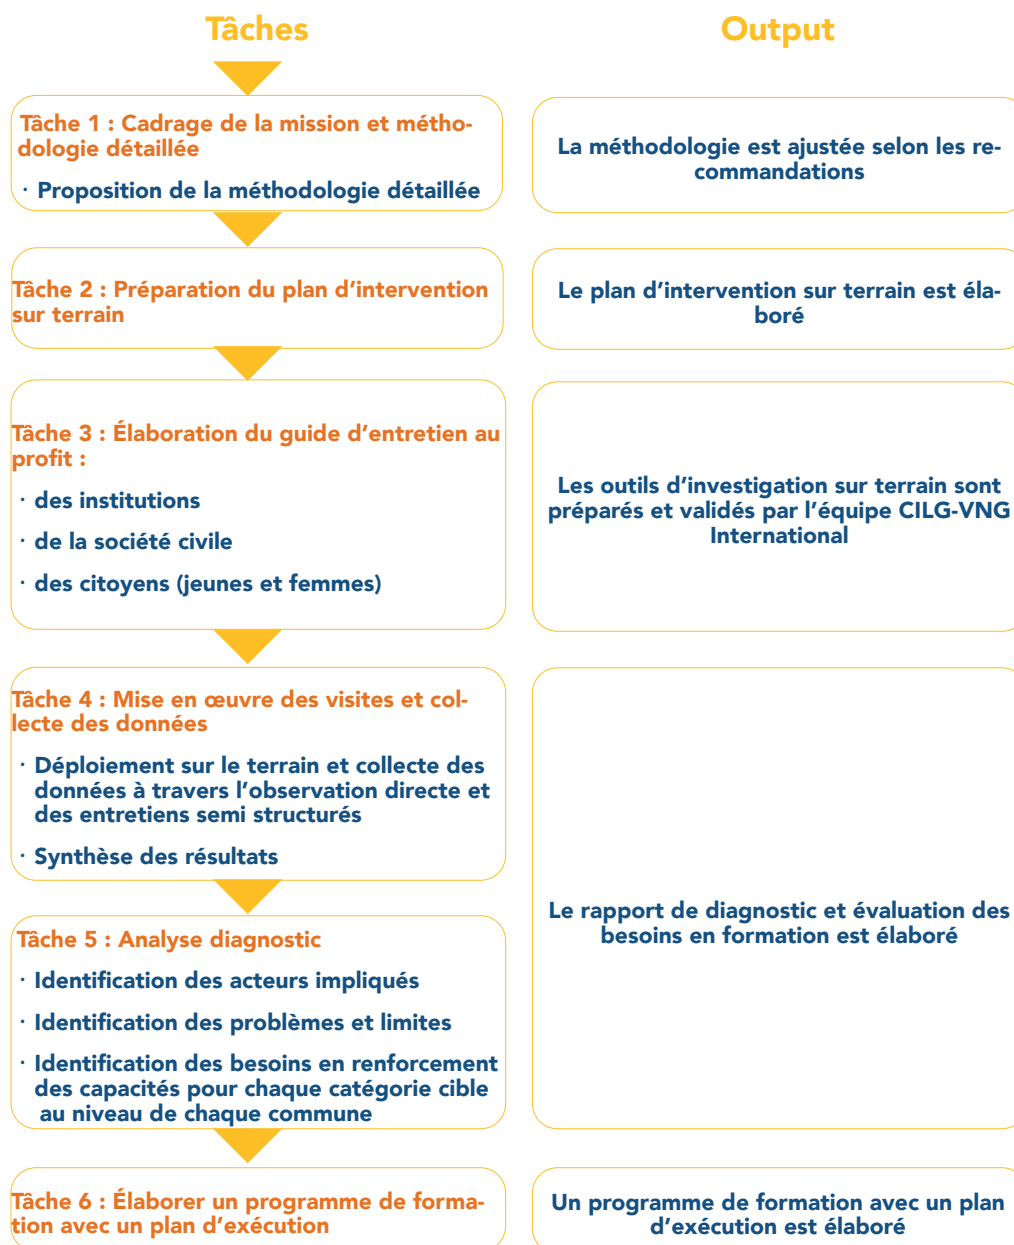 Tâches
Output
Tâche 1 : Cadrage de la mission et métho-
dologie détaillée
· Proposition de la méthodologie détaillée
La méthodologie est ajustée selon les re-
commandations
Tâche 2 : Préparation du plan d’intervention
sur terrain
Le plan d’intervention sur terrain est éla-
boré
Tâche 3 : Élaboration du guide d’entretien au
profit :
· des institutions
· de la société civile
· des citoyens (jeunes et femmes)
Les outils d’investigation sur terrain sont
préparés et validés par l’équipe CILG-VNG
International
Tâche 4 : Mise en œuvre des visites et col-
lecte des données
· Déploiement sur le terrain et collecte des
données à travers l’observation directe et
des entretiens semi structurés
· Synthèse des résultats
Tâche 5 : Analyse diagnostic
· Identification des acteurs impliqués
· Identification des problèmes et limites
· Identification des besoins en renforcement
des capacités pour chaque catégorie cible
au niveau de chaque commune
Le rapport de diagnostic et évaluation des
besoins en formation est élaboré
Tâche 6 : Élaborer un programme de forma-
tion avec un plan d’exécution
Un programme de formation avec un plan
d’exécution est élaboré